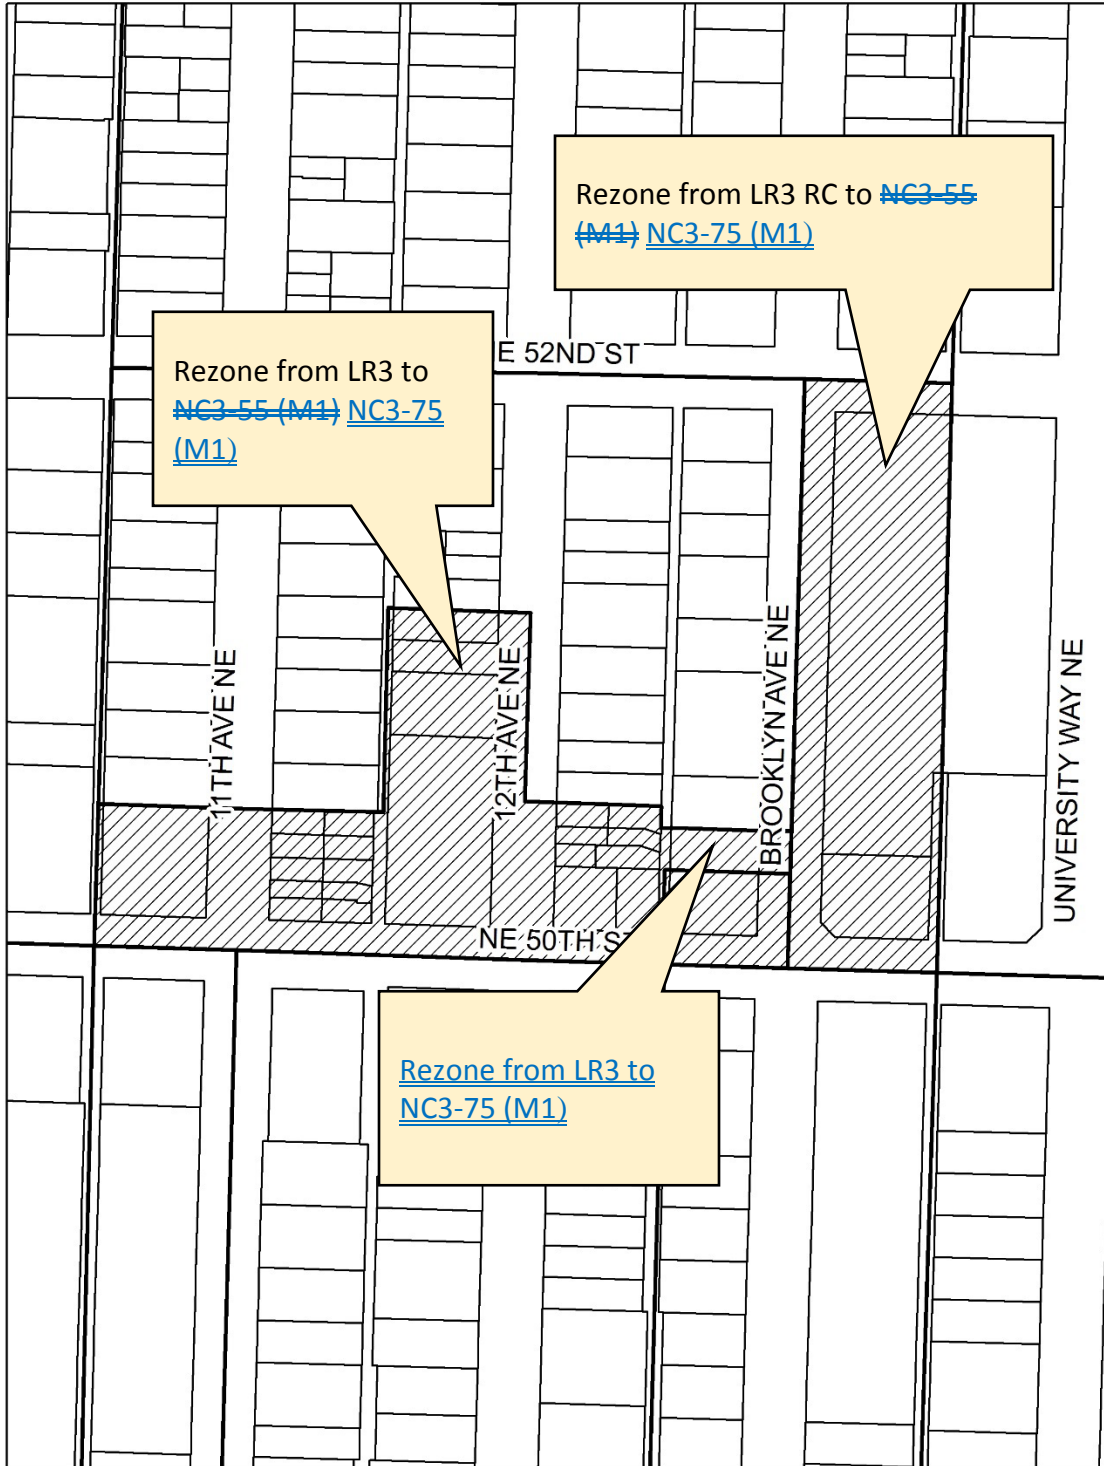 Rezone from LR3 RC to NC3-55
(M1) NC3-75 (M1)
Rezone from LR3 to
NC3-55 (M1) NC3-75
(M1)
E 52ND ST
11TH AVE NE
12TH AVE NE
BROOKLYN AVE NE
UNIVERSITY WAY NE
NE 50TH S
Rezone from LR3 to
NC3-75 (M1)